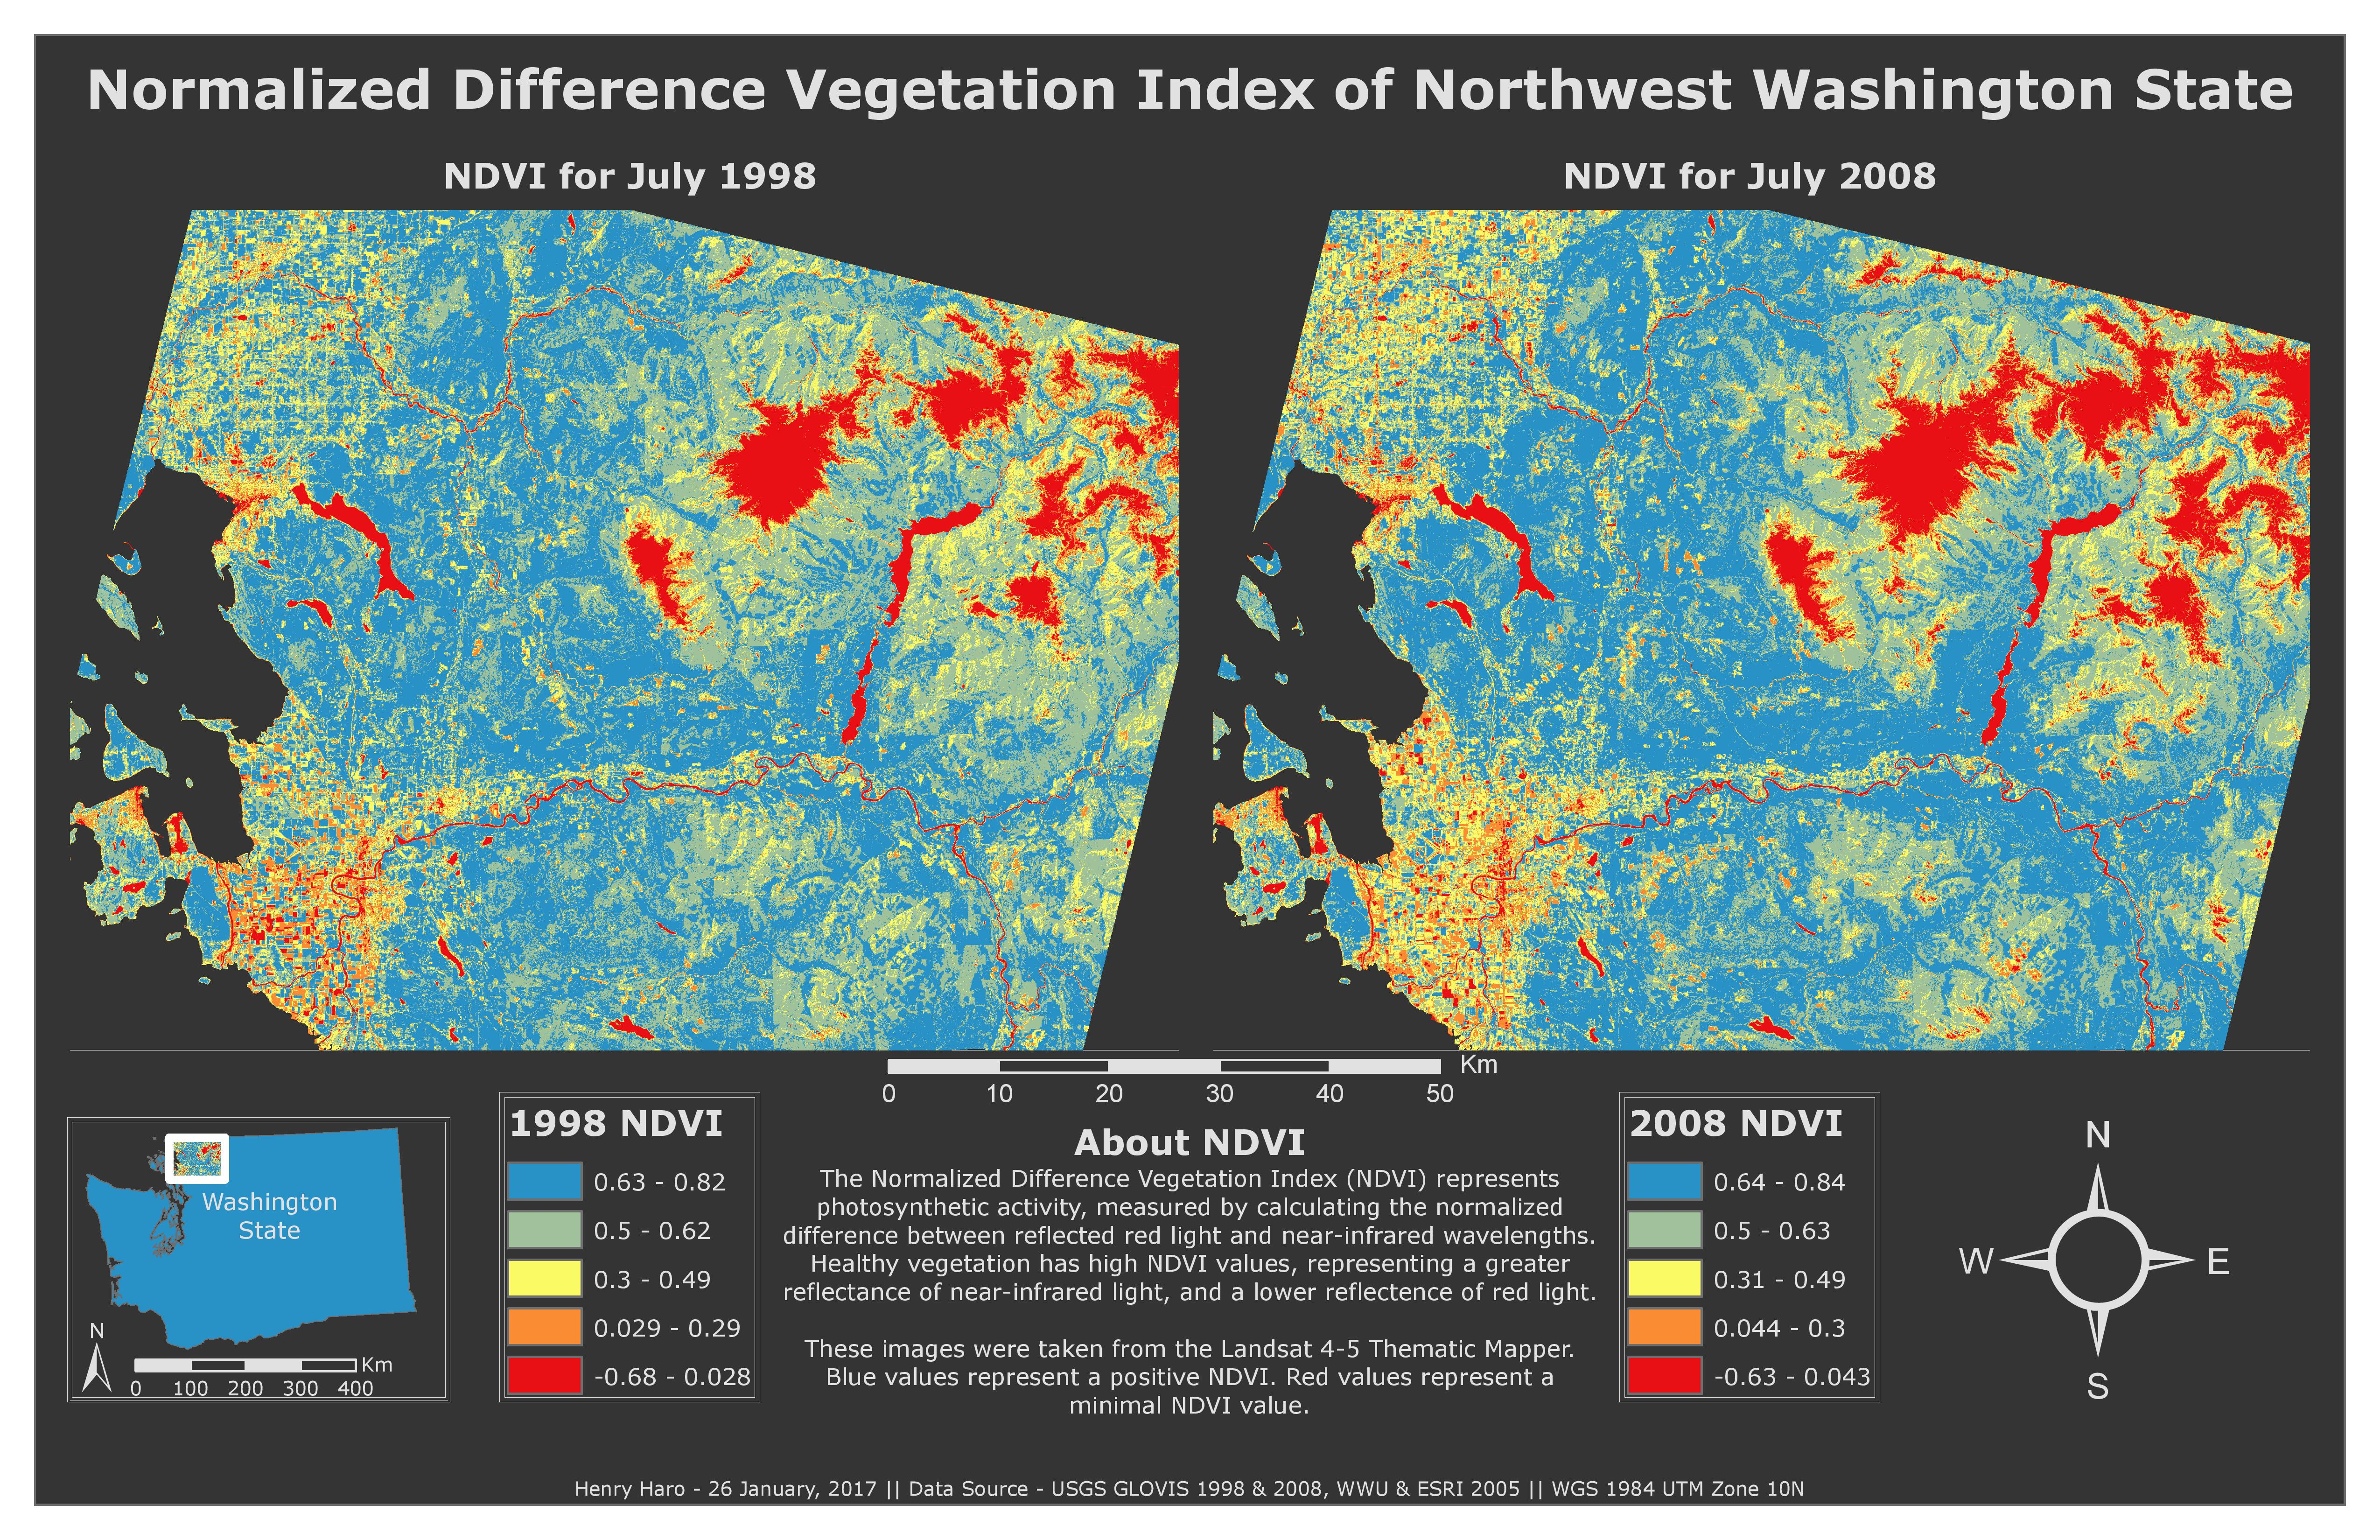 Normalized Difference Vegetation Index of Northwest Washington State
NDVI for July 1998
NDVI for July 2008
Km
0 10 20 30 40 50
Washington
State
N
Km
0 100 200 300 400
1998 NDVI
0.63 - 0.82
0.5 - 0.62
0.3 - 0.49
0.029 - 0.29
-0.68 - 0.028
About NDVI
The Normalized Difference Vegetation Index (NDVI) represents
photosynthetic activity, measured by calculating the normalized
difference between reflected red light and near-infrared wavelengths.
Healthy vegetation has high NDVI values, representing a greater
reflectance of near-infrared light, and a lower reflectence of red light.
These images were taken from the Landsat 4-5 Thematic Mapper.
Blue values represent a positive NDVI. Red values represent a
minimal NDVI value.
2008 NDVI
0.64 - 0.84
0.5 - 0.63
0.31 - 0.49
0.044 - 0.3
-0.63 - 0.043
N
W E
S
Henry Haro - 26 January, 2017 || Data Source - USGS GLOVIS 1998 & 2008, WWU & ESRI 2005 || WGS 1984 UTM Zone 10N